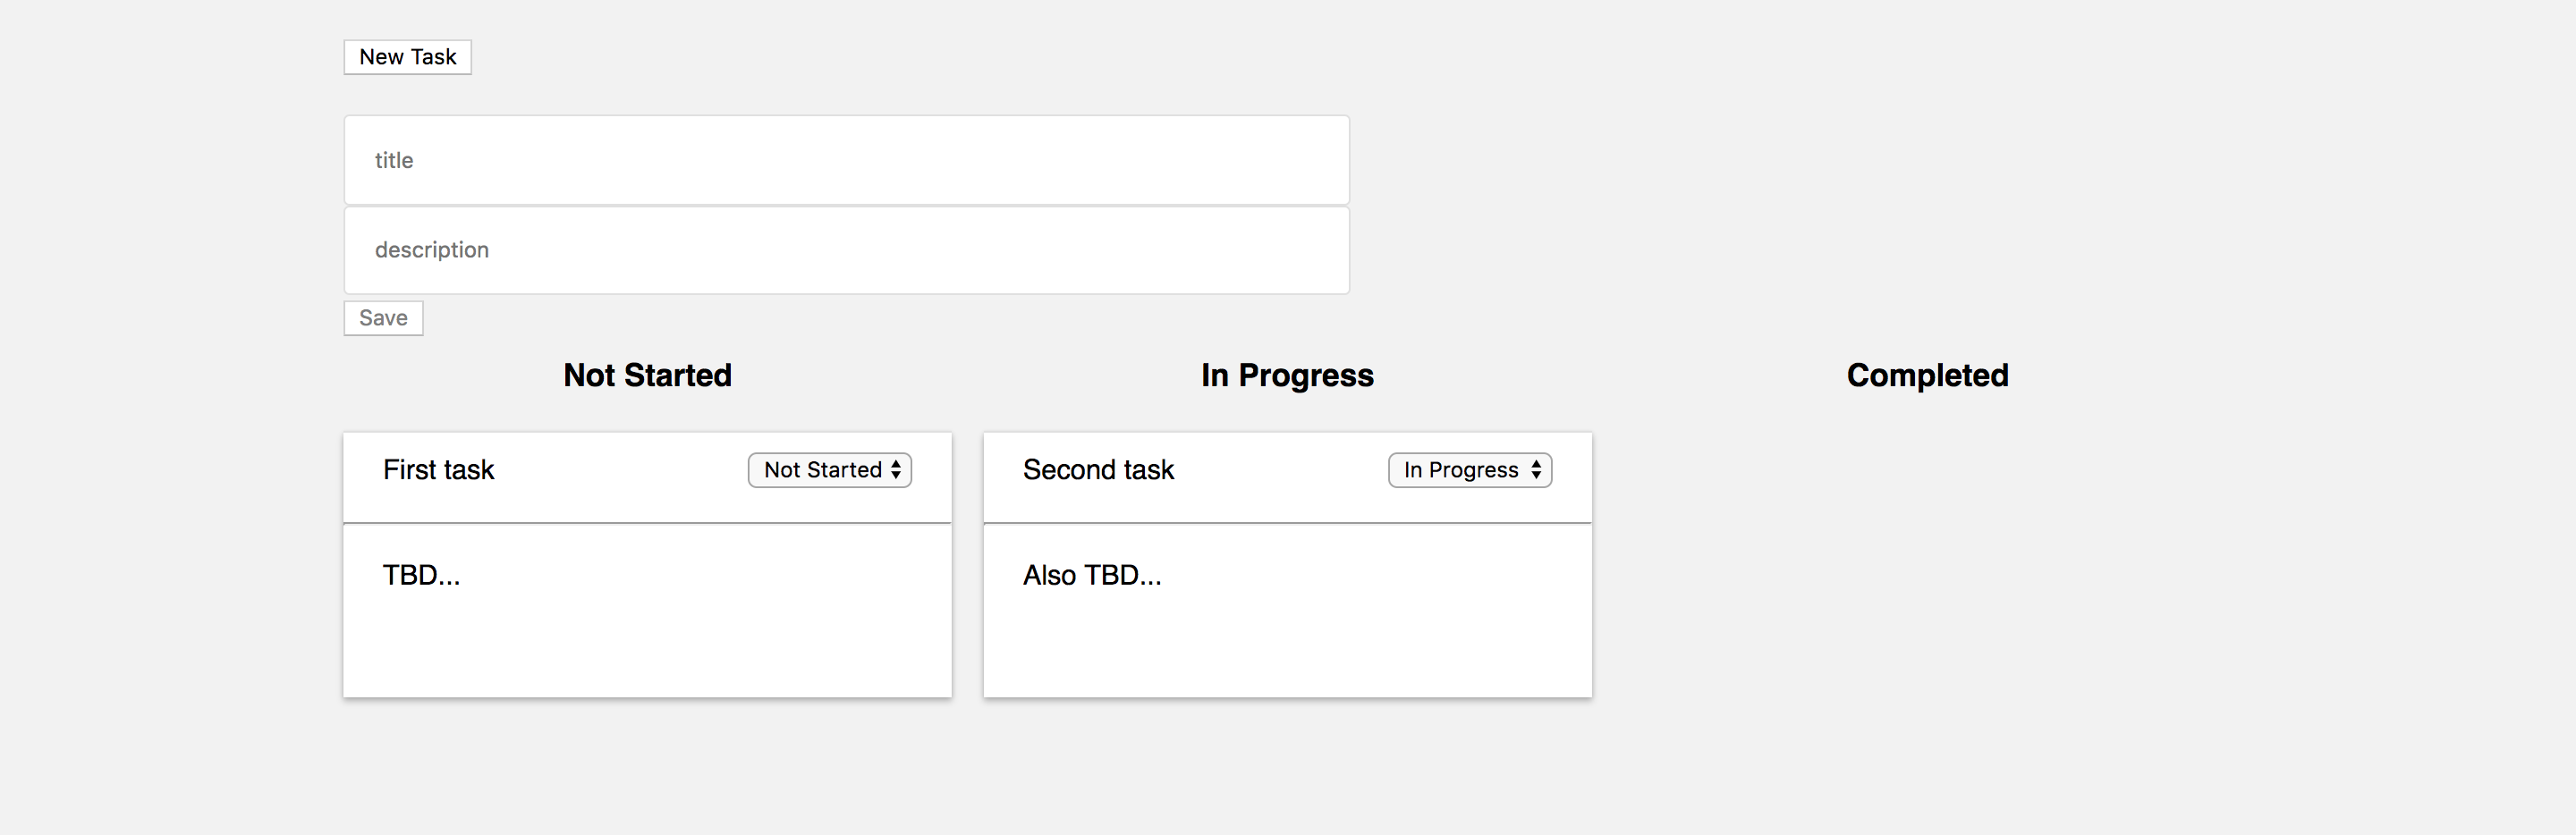 New Task
title
description
Save
Not Started In Progress Completed
First task Not Started Second task In Progress
TBD... Also TBD...